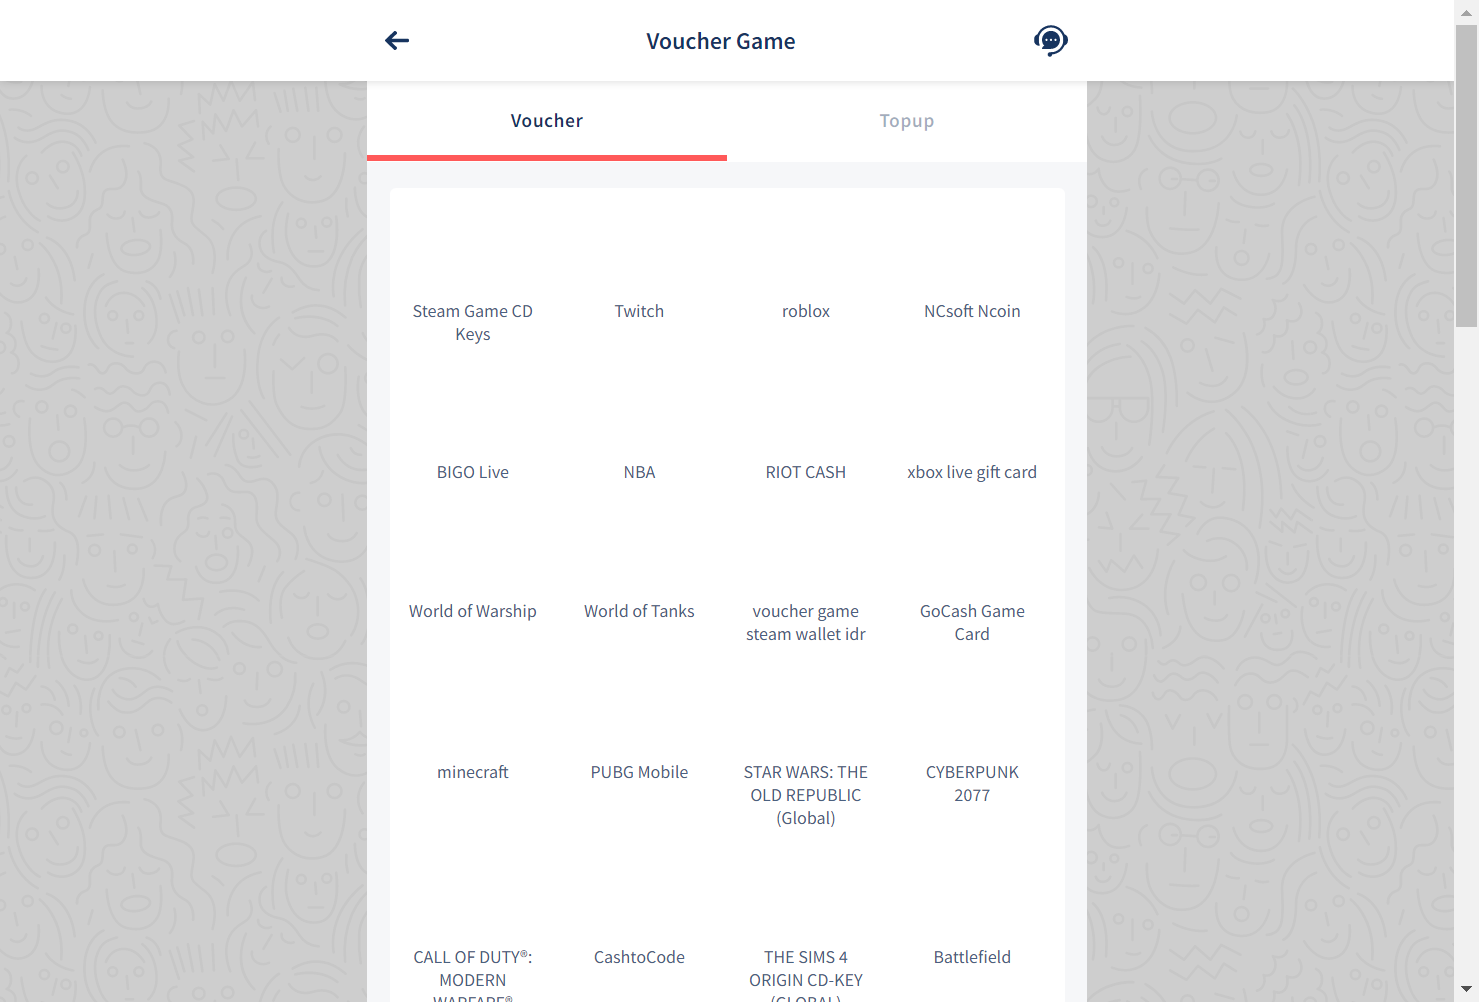 Voucher Game
Voucher
Topup
Steam Game CD
Keys
Twitch
roblox
NCsoft Ncoin
BIGO Live
NBA
RIOT CASH
xbox live gift card
World of Warship
World of Tanks
voucher game
steam wallet idr
GoCash Game
Card
minecraft
PUBG Mobile
STAR WARS: THE
OLD REPUBLIC
(Global)
CYBERPUNK
2077
CALL OF DUTY®:
MODERN
WARFARE®
CashtoCode
THE SIMS 4
ORIGIN CD-KEY
(GLOBAL)
Battlefield